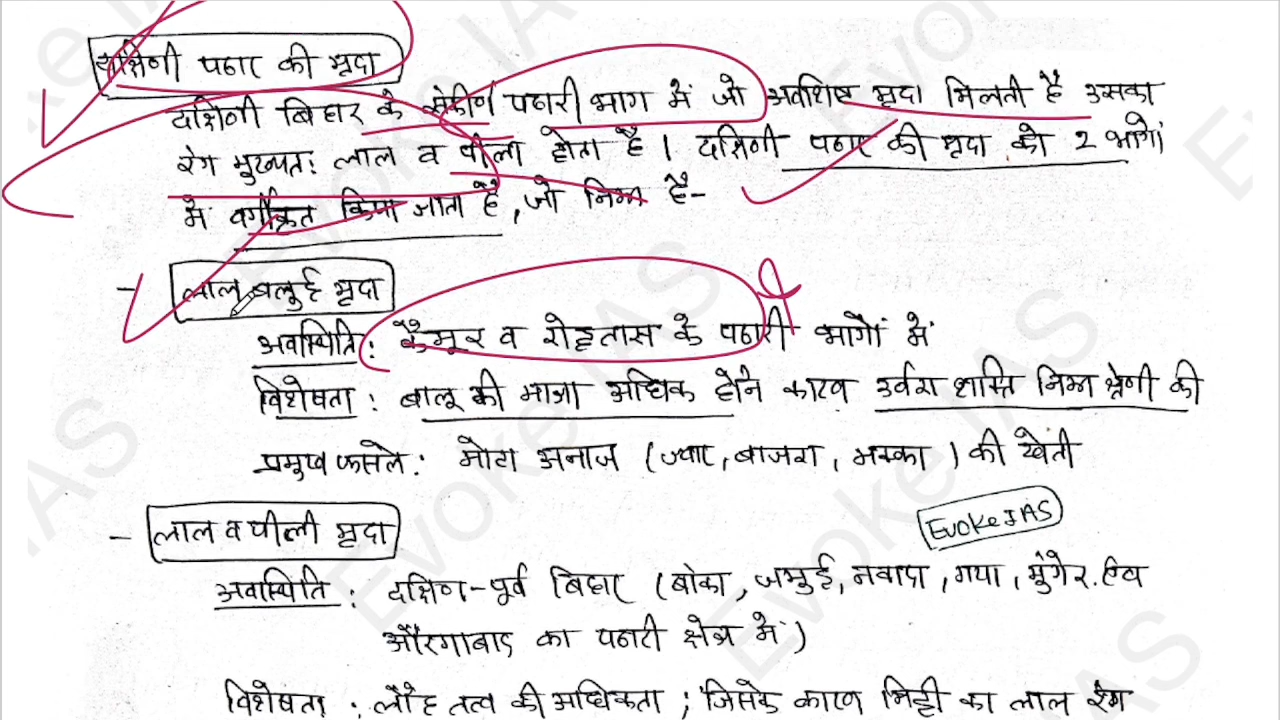 दक्षिणी पठार की मृदा
दक्षिणी बिहार के संकीर्ण पठारी भाग में जो अवशिष्ट मृदा मिलती है उसका
रंग मुख्यतः लाल व पीला होता है। दक्षिणी पठार की मृदा को 2 भागों
में वर्गीकृत किया जाता है, जो निम्न है-
- लाल बलुई मृदा
अवस्थिति : कैमूर व रोहतास के पठारी भागों में
विशेषता : बालू की मात्रा अधिक होने कारण उर्वरा शक्ति निम्न श्रेणी की
प्रमुख फसले : मोटा अनाज (ज्वार, बाजरा, मक्का) की खेती
- लाल व पीली मृदा
Evoke IAS
अवस्थिति : दक्षिण-पूर्व बिहार (बांका, जमुई, नवादा, गया, मुंगेर. एंव
औरंगाबाद का पठारी क्षेत्र में)
विशेषता : लौह तत्व की अधिकता ; जिसके कारण मिट्टी का लाल रंग